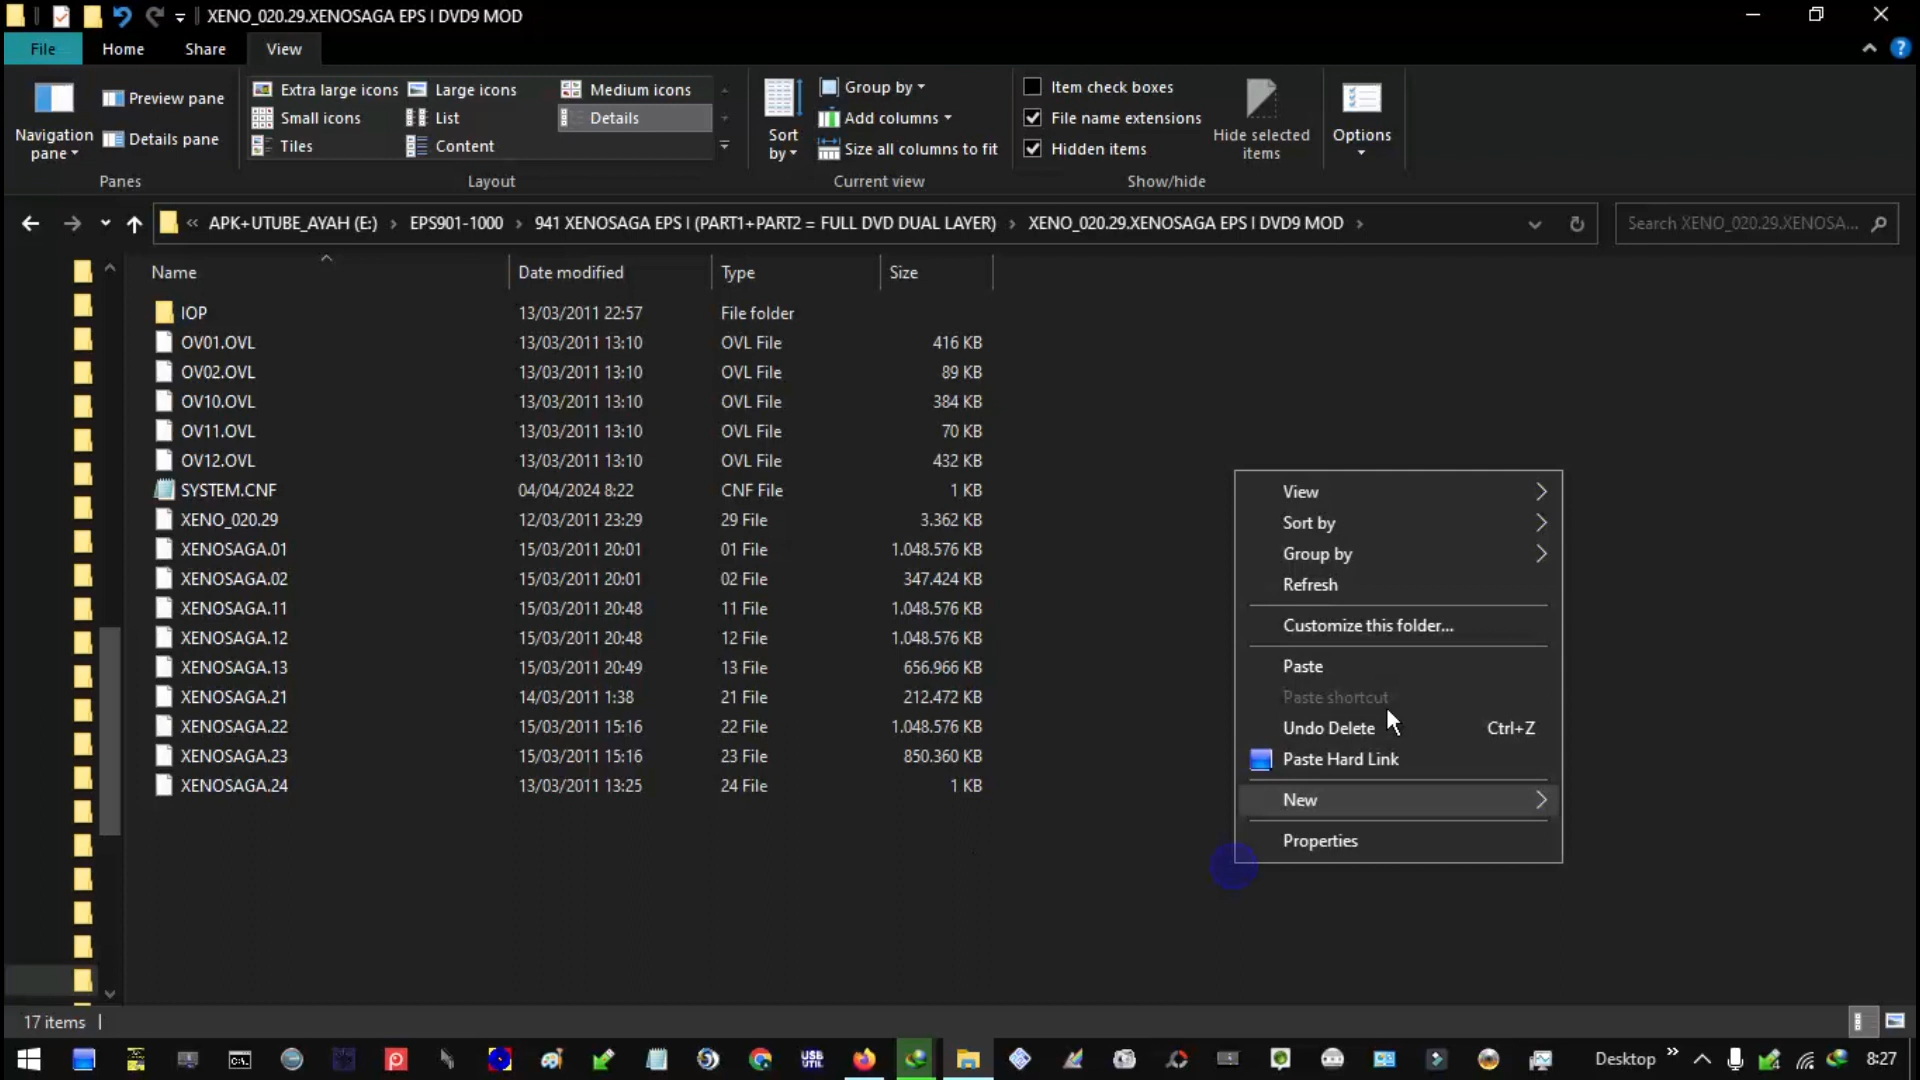 XENO_020.29.XENOSAGA EPS I DVD9 MOD
File Home Share View
Navigation pane
Preview pane
Details pane
Panes
Extra large icons Large icons Medium icons
Small icons List Details
Tiles Content
Layout
Sort by
Group by
Add columns
Size all columns to fit
Current view
Item check boxes
File name extensions
Hidden items
Hide selected items
Show/hide
Options
« APK+UTUBE_AYAH (E:) › EPS901-1000 › 941 XENOSAGA EPS I (PART1+PART2 = FULL DVD DUAL LAYER) › XENO_020.29.XENOSAGA EPS I DVD9 MOD ›
Search XENO_020.29.XENOSA...
Name Date modified Type Size
IOP 13/03/2011 22:57 File folder
OV01.OVL 13/03/2011 13:10 OVL File 416 KB
OV02.OVL 13/03/2011 13:10 OVL File 89 KB
OV10.OVL 13/03/2011 13:10 OVL File 384 KB
OV11.OVL 13/03/2011 13:10 OVL File 70 KB
OV12.OVL 13/03/2011 13:10 OVL File 432 KB
SYSTEM.CNF 04/04/2024 8:22 CNF File 1 KB
XENO_020.29 12/03/2011 23:29 29 File 3.362 KB
XENOSAGA.01 15/03/2011 20:01 01 File 1.048.576 KB
XENOSAGA.02 15/03/2011 20:01 02 File 347.424 KB
XENOSAGA.11 15/03/2011 20:48 11 File 1.048.576 KB
XENOSAGA.12 15/03/2011 20:48 12 File 1.048.576 KB
XENOSAGA.13 15/03/2011 20:49 13 File 656.966 KB
XENOSAGA.21 14/03/2011 1:38 21 File 212.472 KB
XENOSAGA.22 15/03/2011 15:16 22 File 1.048.576 KB
XENOSAGA.23 15/03/2011 15:16 23 File 850.360 KB
XENOSAGA.24 13/03/2011 13:25 24 File 1 KB
View
Sort by
Group by
Refresh
Customize this folder...
Paste
Paste shortcut
Undo Delete Ctrl+Z
Paste Hard Link
New
Properties
17 items
USB UTIL
Desktop
8:27